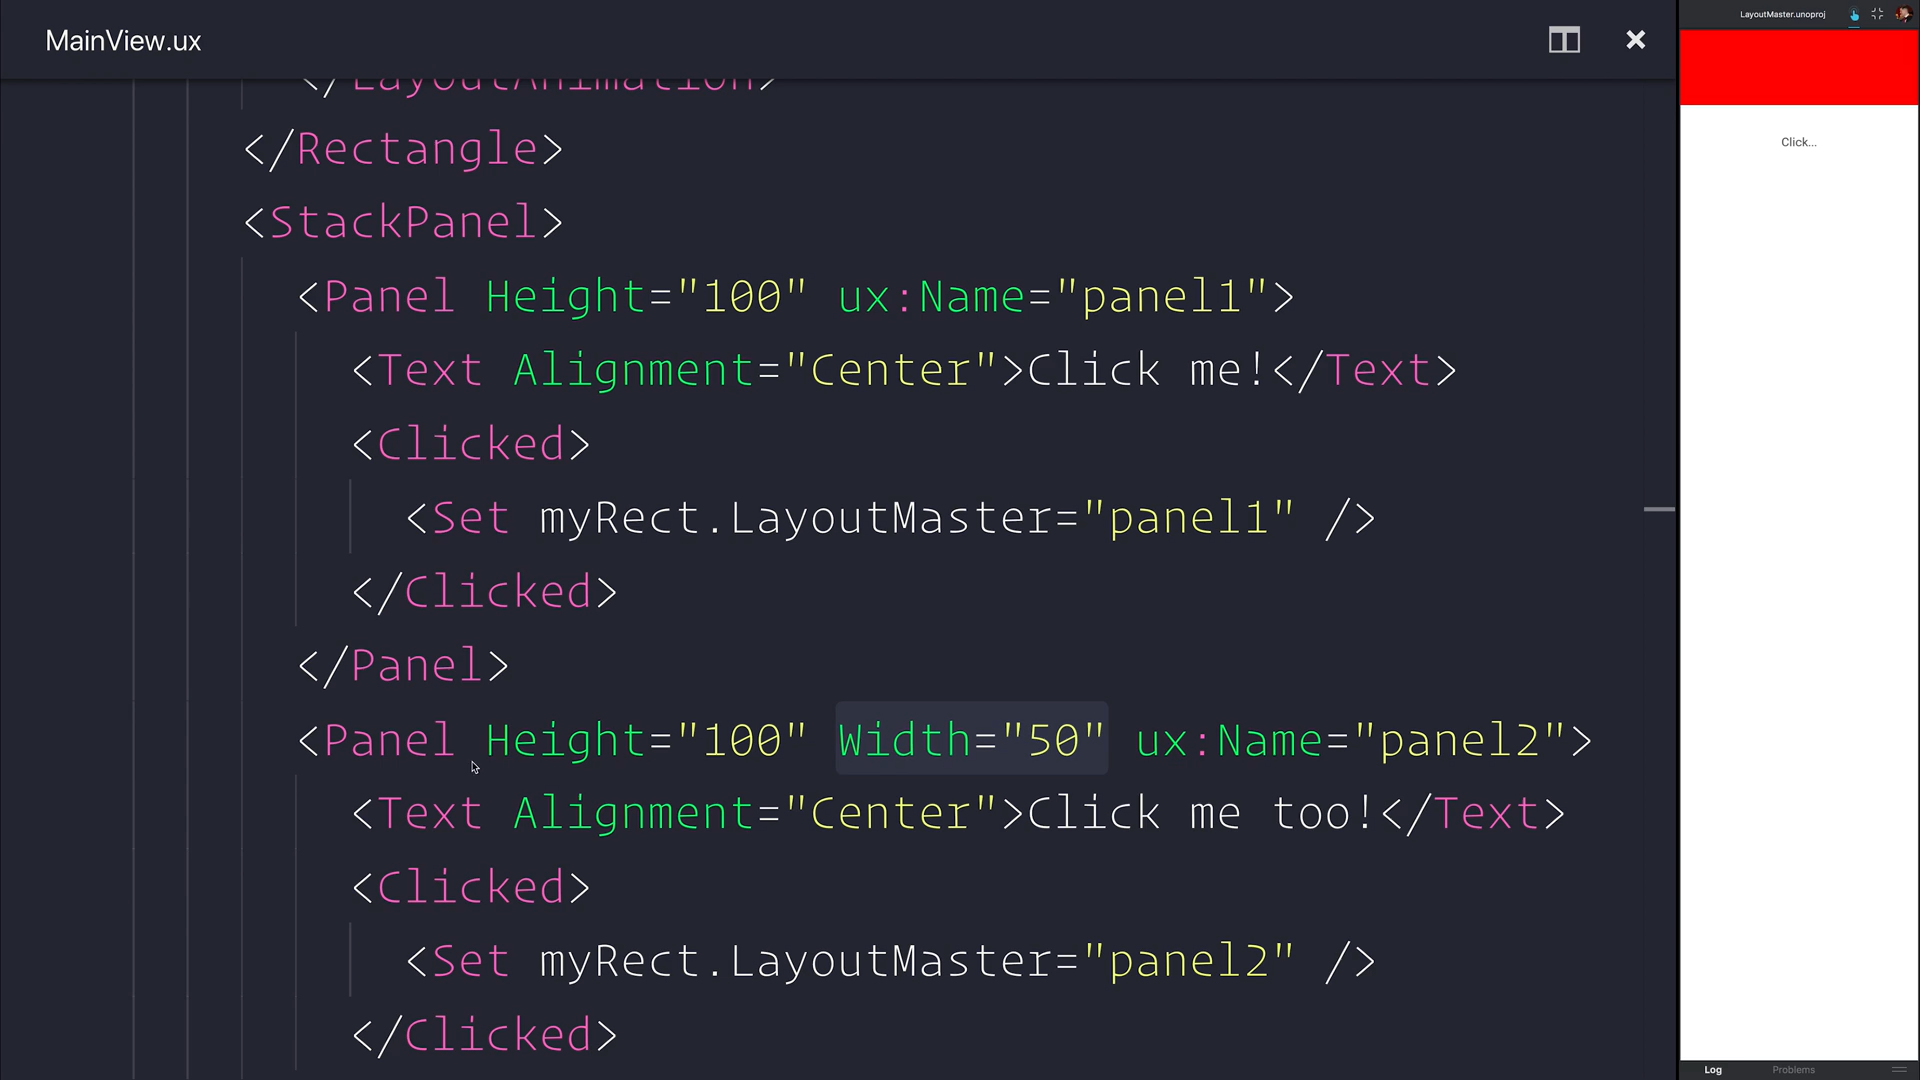 MainView.ux
</LayoutAnimation>
</Rectangle>
<StackPanel>
<Panel Height="100" ux:Name="panel1">
<Text Alignment="Center">Click me!</Text>
<Clicked>
<Set myRect.LayoutMaster="panel1" />
</Clicked>
</Panel>
<Panel Height="100" Width="50" ux:Name="panel2">
<Text Alignment="Center">Click me too!</Text>
<Clicked>
<Set myRect.LayoutMaster="panel2" />
</Clicked>
LayoutMaster.unoproj
Click...
Log Problems